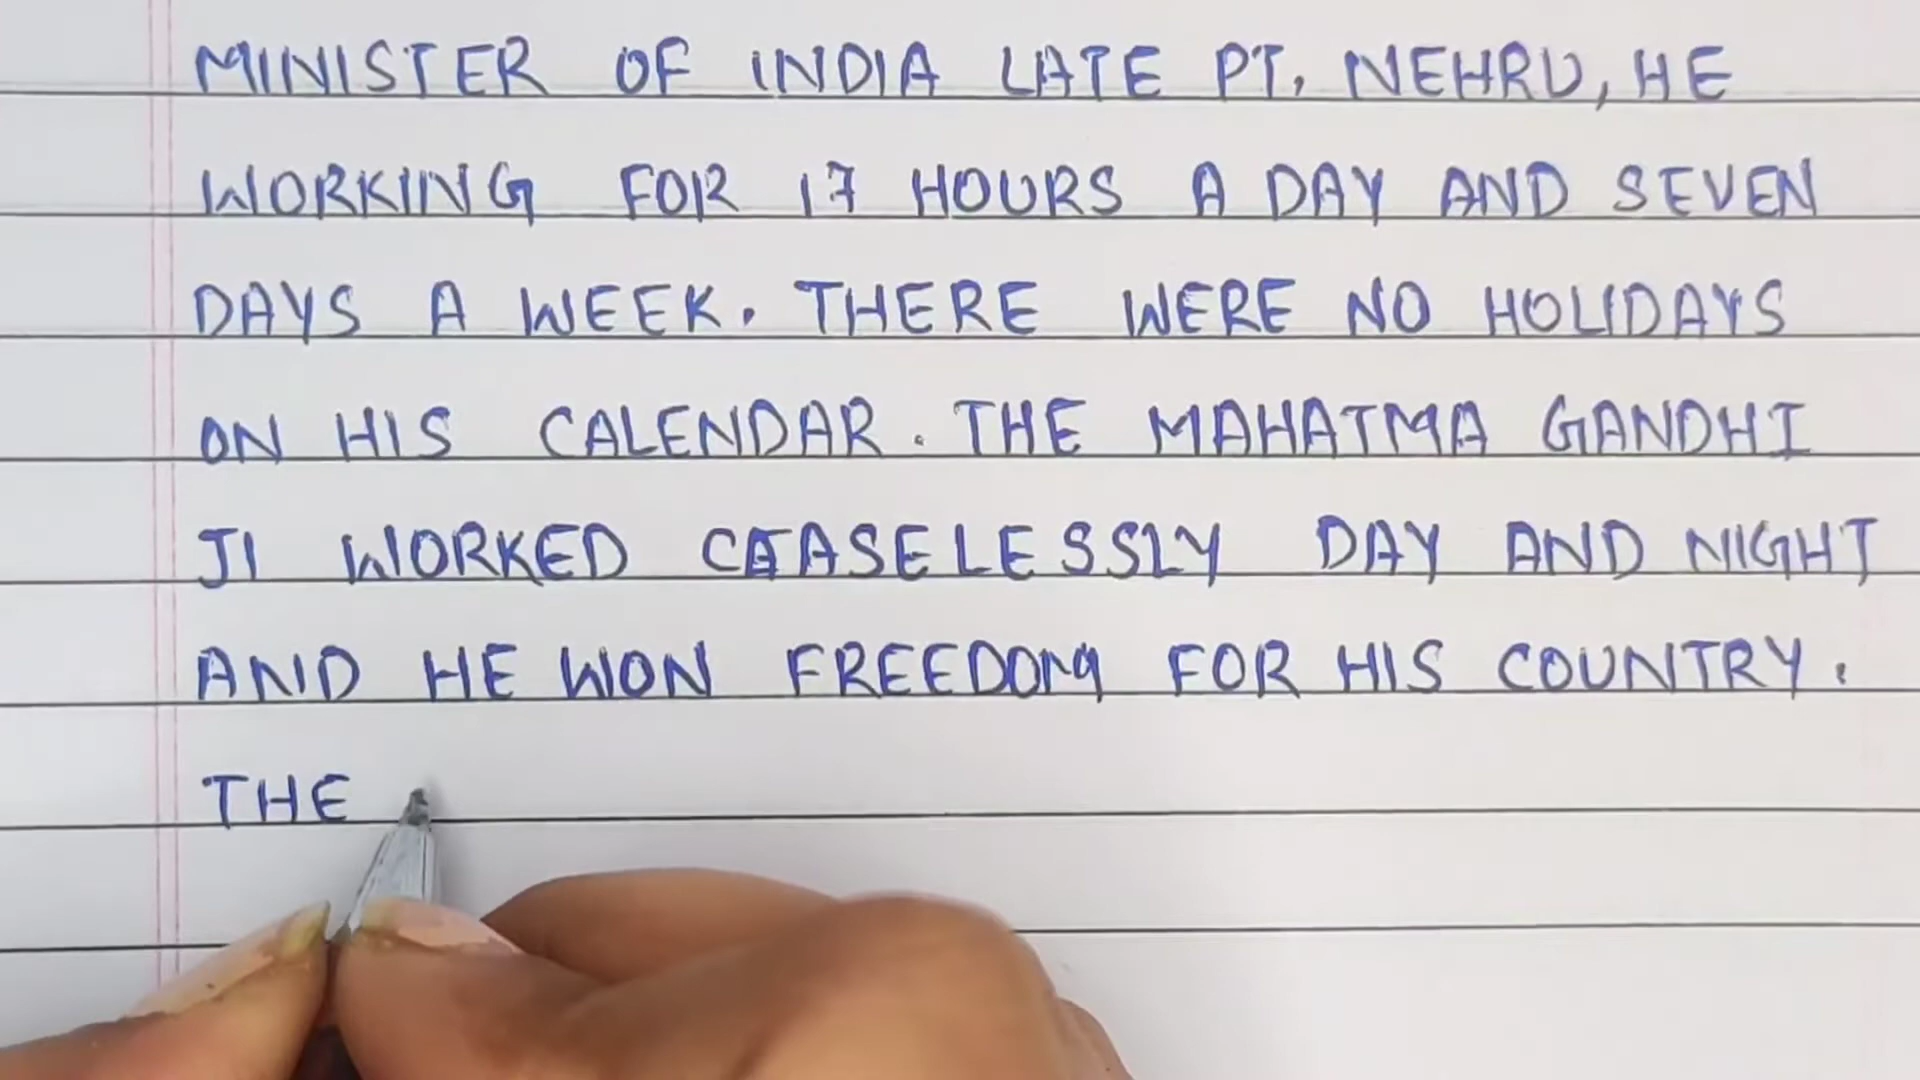 MINISTER OF INDIA LATE PT. NEHRU, HE
WORKING FOR 17 HOURS A DAY AND SEVEN
DAYS A WEEK. THERE WERE NO HOLIDAYS
ON HIS CALENDAR. THE MAHATMA GANDHI
JI WORKED CEASELESSLY DAY AND NIGHT
AND HE WON FREEDOM FOR HIS COUNTRY.
THE